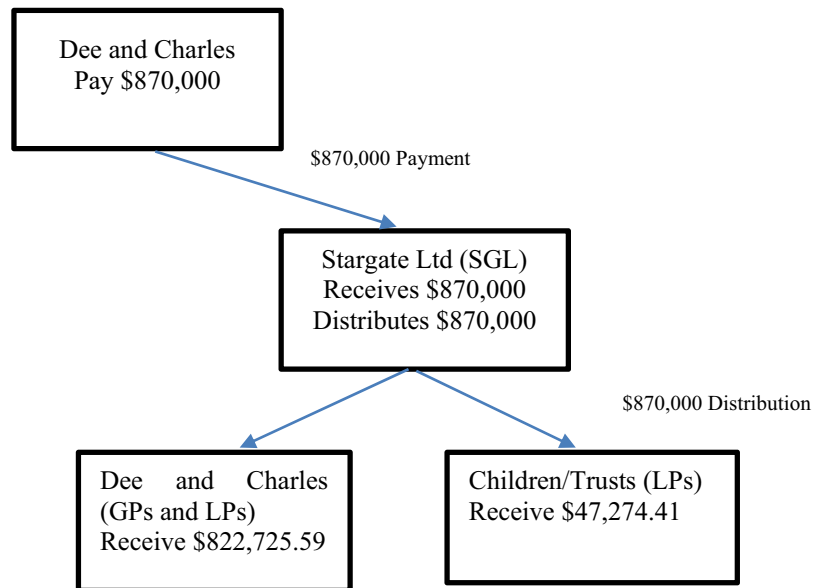 Dee and Charles
Pay $870,000
$870,000 Payment
Stargate Ltd (SGL)
Receives $870,000
Distributes $870,000
$870,000 Distribution
Dee and Charles
(GPs and LPs)
Receive $822,725.59
Children/Trusts (LPs)
Receive $47,274.41